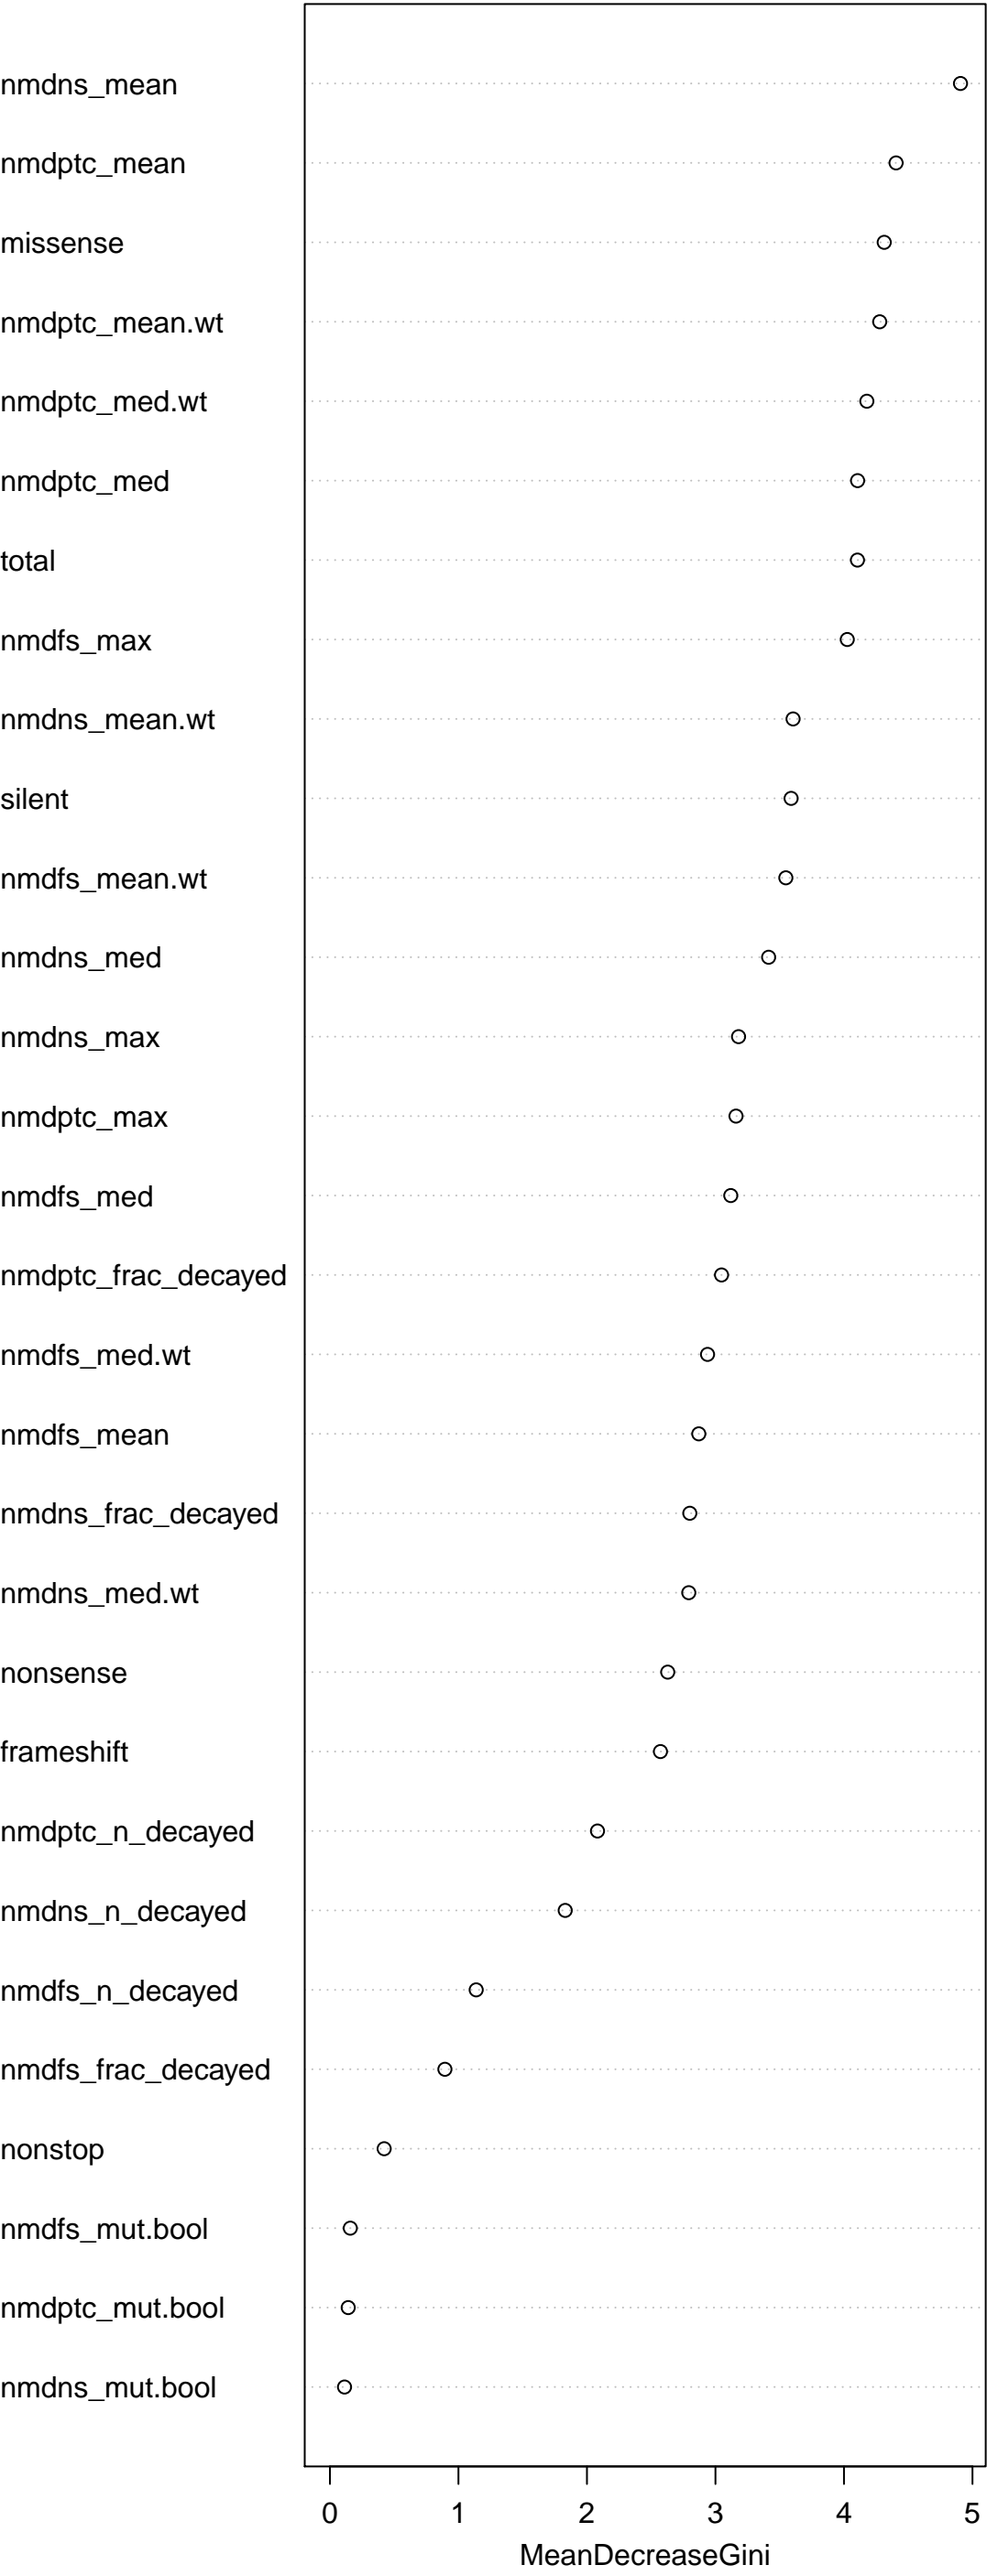 nmdns_mean
nmdptc_mean
missense
nmdptc_mean.wt
nmdptc_med.wt
nmdptc_med
total
nmdfs_max
nmdns_mean.wt
silent
nmdfs_mean.wt
nmdns_med
nmdns_max
nmdptc_max
nmdfs_med
nmdptc_frac_decayed
nmdfs_med.wt
nmdfs_mean
nmdns_frac_decayed
nmdns_med.wt
nonsense
frameshift
nmdptc_n_decayed
nmdns_n_decayed
nmdfs_n_decayed
nmdfs_frac_decayed
nonstop
nmdfs_mut.bool
nmdptc_mut.bool
nmdns_mut.bool
0 1 2 3 4 5
MeanDecreaseGini